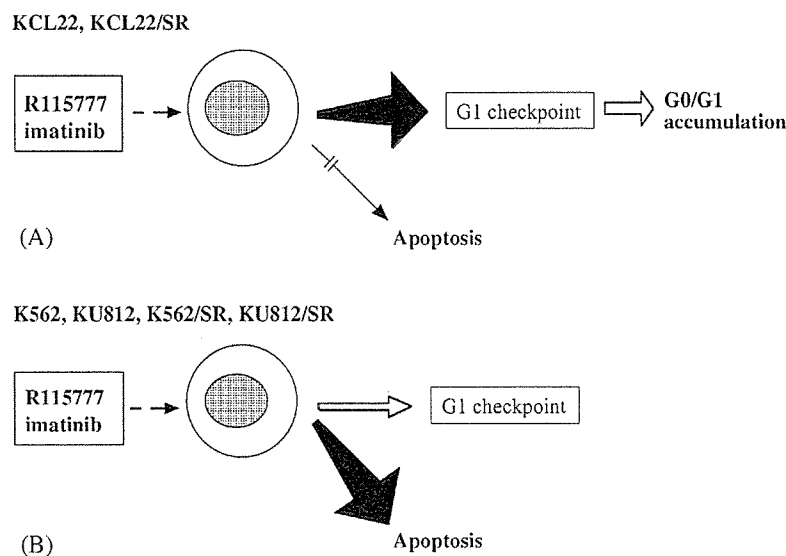 KCL22, KCL22/SR
R115777
imatinib
G1 checkpoint
G0/G1
accumulation
Apoptosis
(A)
K562, KU812, K562/SR, KU812/SR
R115777
imatinib
G1 checkpoint
Apoptosis
(B)